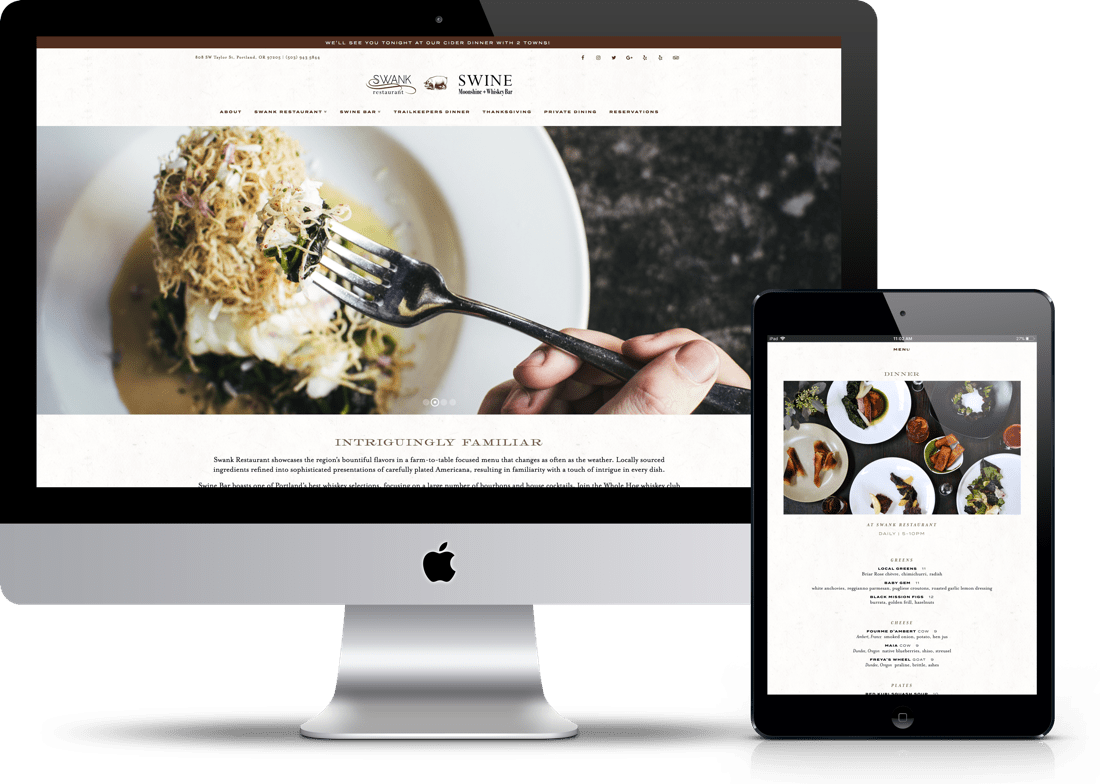 WE'LL SEE YOU TONIGHT AT OUR CIDER DINNER WITH 2 TOWNS!
808 SW Taylor St, Portland, OR 97205 / (503) 943-5844
SWANK
restaurant
SWINE
Moonshine + Whiskey Bar
ABOUT SWANK RESTAURANT SWINE BAR TRAILKEEPERS DINNER THANKSGIVING PRIVATE DINING RESERVATIONS
INTRIGUINGLY FAMILIAR
Swank Restaurant showcases the region's bountiful flavors in a farm-to-table focused menu that changes as often as the weather. Locally sourced
ingredients refined into sophisticated presentations of carefully plated Americana, resulting in familiarity with a touch of intrigue in every dish.
Swine Bar boasts one of Portland's best whiskey selections, focusing on a large number of bourbons and house cocktails. Join the Whole Hog whiskey club
iPad 11:02 AM 57%
MENU
DINNER
AT SWANK RESTAURANT
DAILY | 5-10PM
GREENS
LOCAL GREENS 11
Briar Rose chèvre, chimichurri, radish
BABY GEM 11
white anchovies, reggianno parmesan, pugliese croutons, roasted garlic lemon dressing
BLACK MISSION FIGS 12
burrata, golden frill, hazelnuts
CHEESE
FOURME D'AMBERT COW 9
Ambert, France smoked onion, potato, ben jus
MAIA COW 9
Dundee, Oregon native blueberries, shiso, streusel
FREYA'S WHEEL GOAT 9
Dundee, Oregon praline, brittle, ashes
PLATES
RED KURI SQUASH SOUP 10